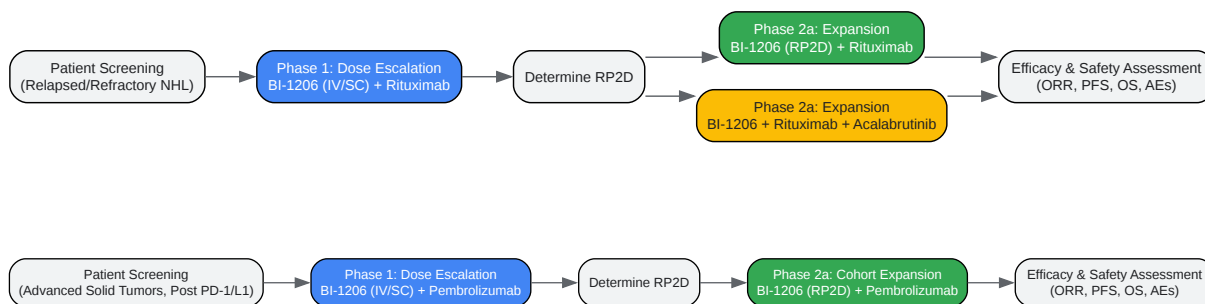 Patient Screening
(Relapsed/Refractory NHL)
Phase 1: Dose Escalation
BI-1206 (IV/SC) + Rituximab
Determine RP2D
Phase 2a: Expansion
BI-1206 (RP2D) + Rituximab
Phase 2a: Expansion
BI-1206 + Rituximab + Acalabrutinib
Efficacy & Safety Assessment
(ORR, PFS, OS, AEs)
Patient Screening
(Advanced Solid Tumors, Post PD-1/L1)
Phase 1: Dose Escalation
BI-1206 (IV/SC) + Pembrolizumab
Determine RP2D
Phase 2a: Cohort Expansion
BI-1206 (RP2D) + Pembrolizumab
Efficacy & Safety Assessment
(ORR, PFS, OS, AEs)